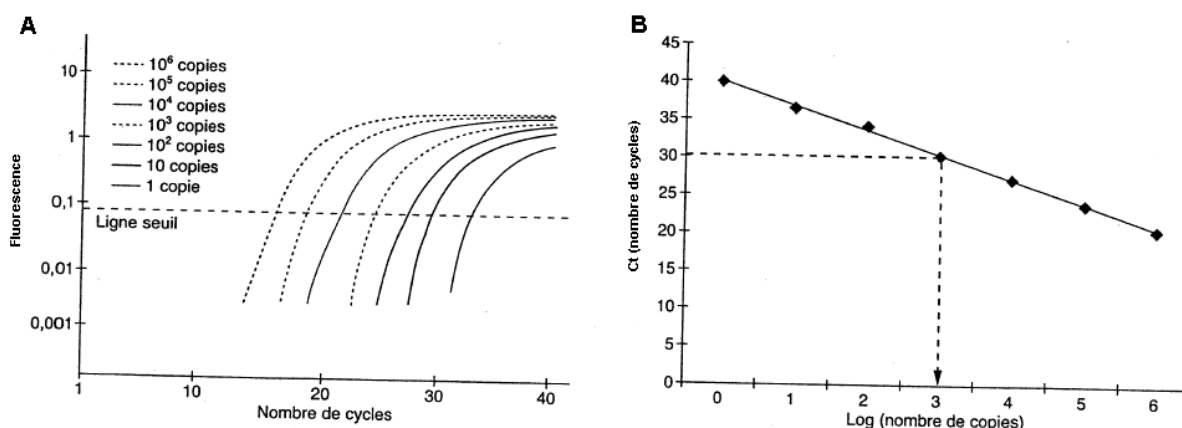 A
10⁶ copies
10⁵ copies
10⁴ copies
10³ copies
10² copies
10 copies
1 copie
Ligne seuil
Fluorescence
10
1
0,1
0,01
0,001
1
10
20
30
40
Nombre de cycles
B
Ct (nombre de cycles)
45
40
35
30
25
20
15
10
5
0
0
1
2
3
4
5
6
Log (nombre de copies)